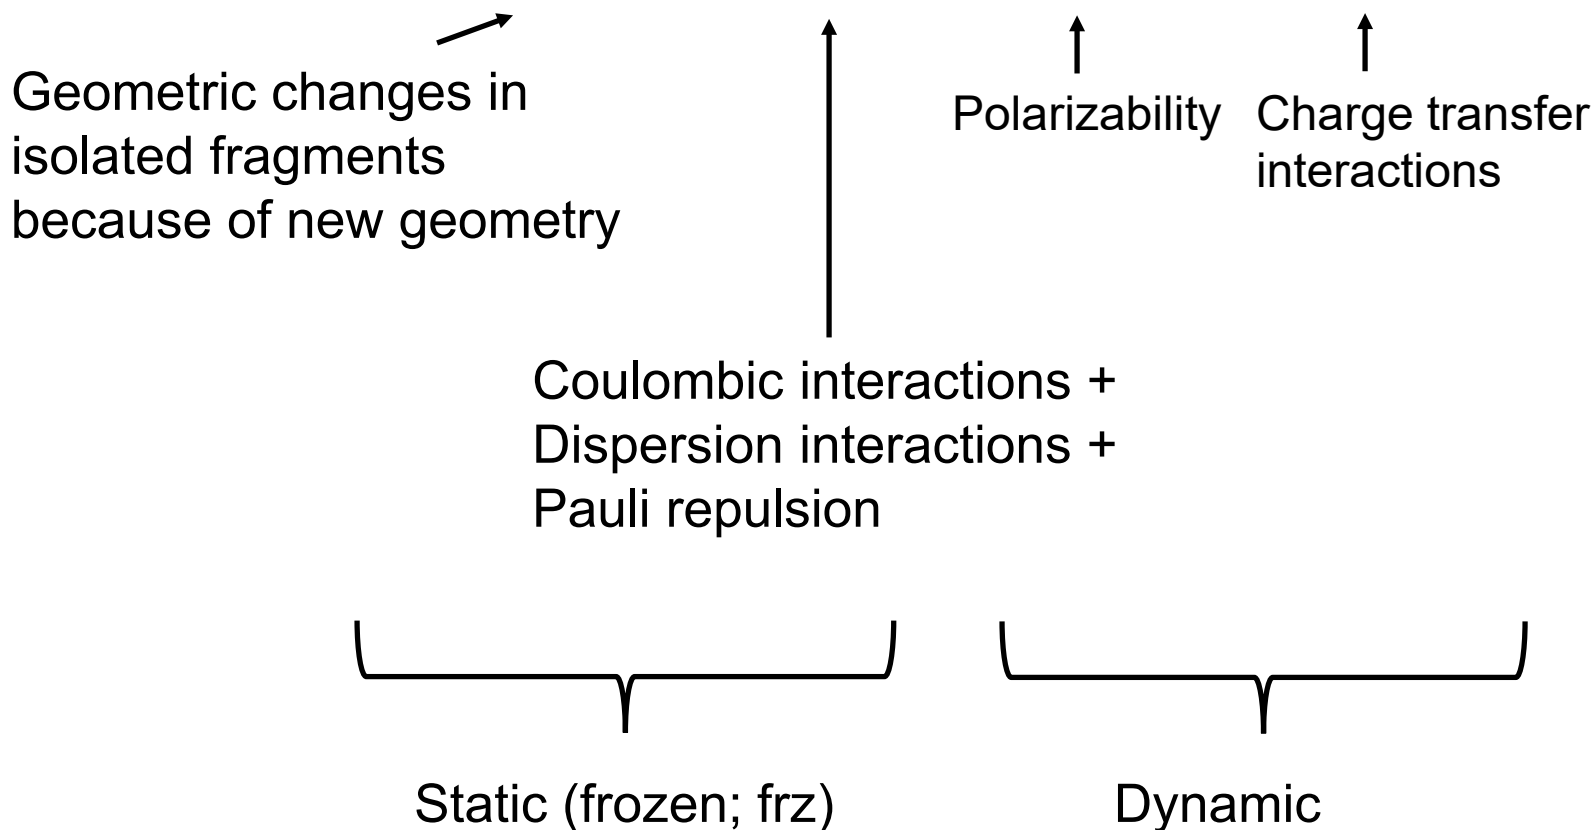 Geometric changes in
isolated fragments
because of new geometry
Polarizability
Charge transfer
interactions
Coulombic interactions +
Dispersion interactions +
Pauli repulsion
Static (frozen; frz)
Dynamic